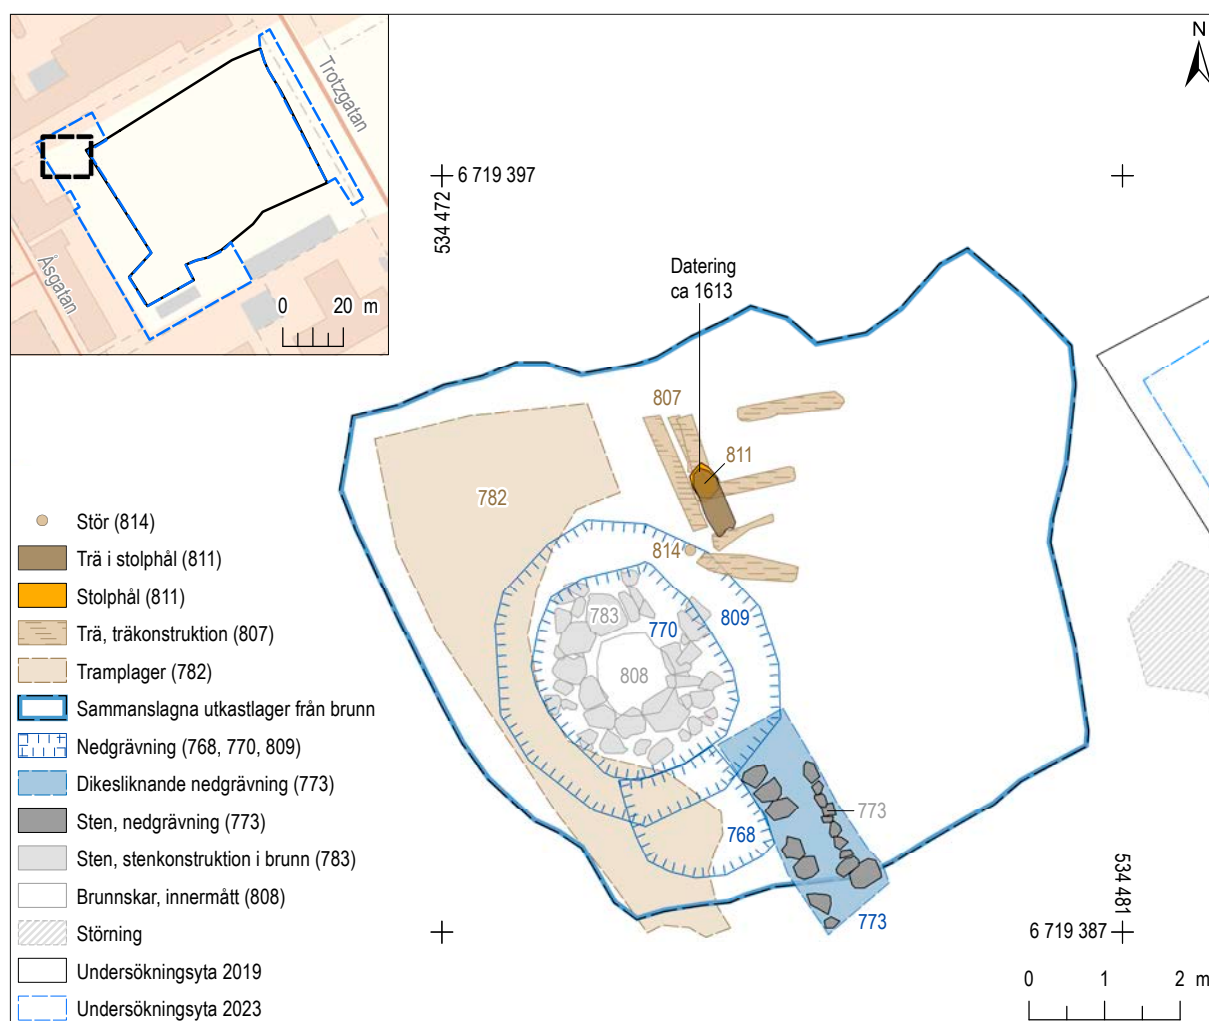 Trotzgatan
Åsgatan
0 20 m
N
6 719 397
534 472
Datering
ca 1613
807
811
782
814
783
770
809
808
768
773
773
534 481
6 719 387
0 1 2 m
Stör (814)
Trä i stolphål (811)
Stolphål (811)
Trä, träkonstruktion (807)
Tramplager (782)
Sammanslagna utkastlager från brunn
Nedgrävning (768, 770, 809)
Dikesliknande nedgrävning (773)
Sten, nedgrävning (773)
Sten, stenkonstruktion i brunn (783)
Brunnskar, innermått (808)
Störning
Undersökningsyta 2019
Undersökningsyta 2023